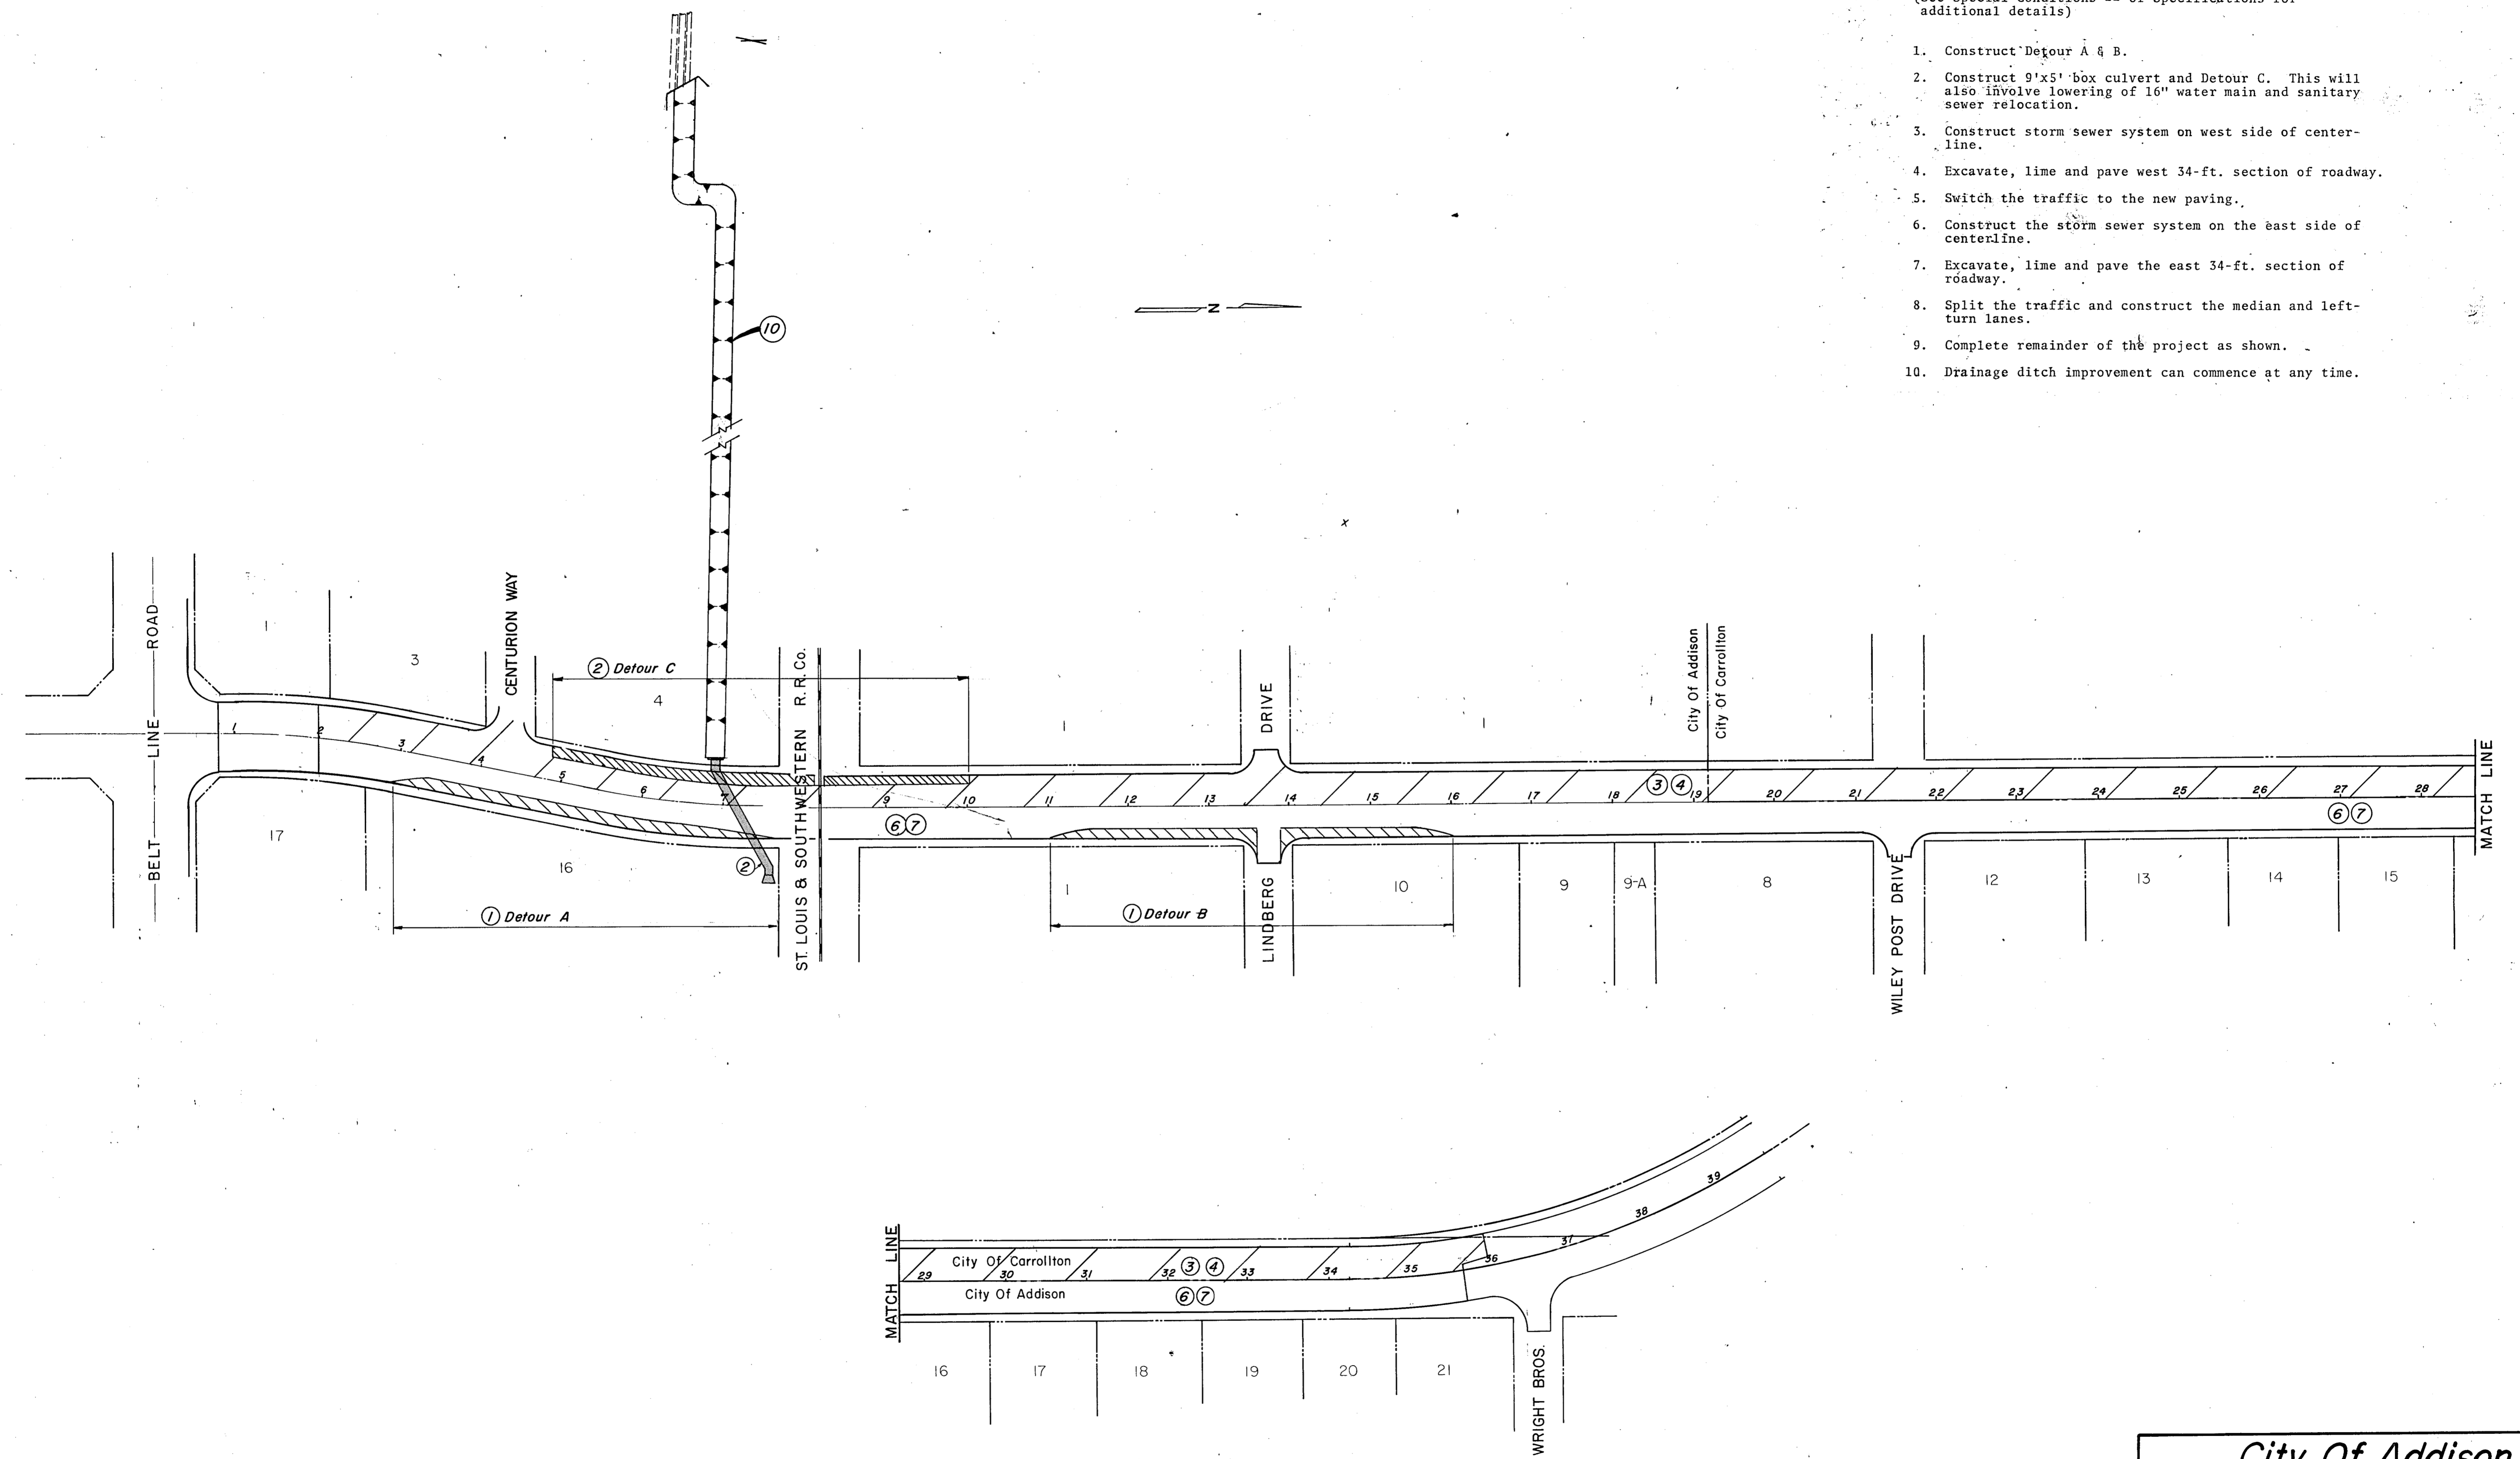 additional details)
1. Construct Detour A & B.
2. Construct 9'x5' box culvert and Detour C. This will
also involve lowering of 16" water main and sanitary
sewer relocation.
3. Construct storm sewer system on west side of center-
line.
4. Excavate, lime and pave west 34-ft. section of roadway.
5. Switch the traffic to the new paving.
6. Construct the storm sewer system on the east side of
centerline.
7. Excavate, lime and pave the east 34-ft. section of
roadway.
8. Split the traffic and construct the median and left-
turn lanes.
9. Complete remainder of the project as shown.
10. Drainage ditch improvement can commence at any time.
N
10
BELT LINE ROAD
CENTURION WAY
ST. LOUIS & SOUTHWESTERN R.R. Co.
LINDBERG DRIVE
City Of Addison
City Of Carrollton
WILEY POST DRIVE
MATCH LINE
1
3
4
1
1
1
2 Detour C
1 2 3 4 5 6 7 9 10 11 12 13 14 15 16 17 18 19 20 21 22 23 24 25 26 27 28
3 4
6 7
6 7
2
17
16
1
10
9
9-A
8
12
13
14
15
1 Detour A
1 Detour B
MATCH LINE
City Of Carrollton
3 4
29 30 31 32 33 34 35 36 37 38 39
City Of Addison
6 7
16
17
18
19
20
21
WRIGHT BROS.
City Of Addison